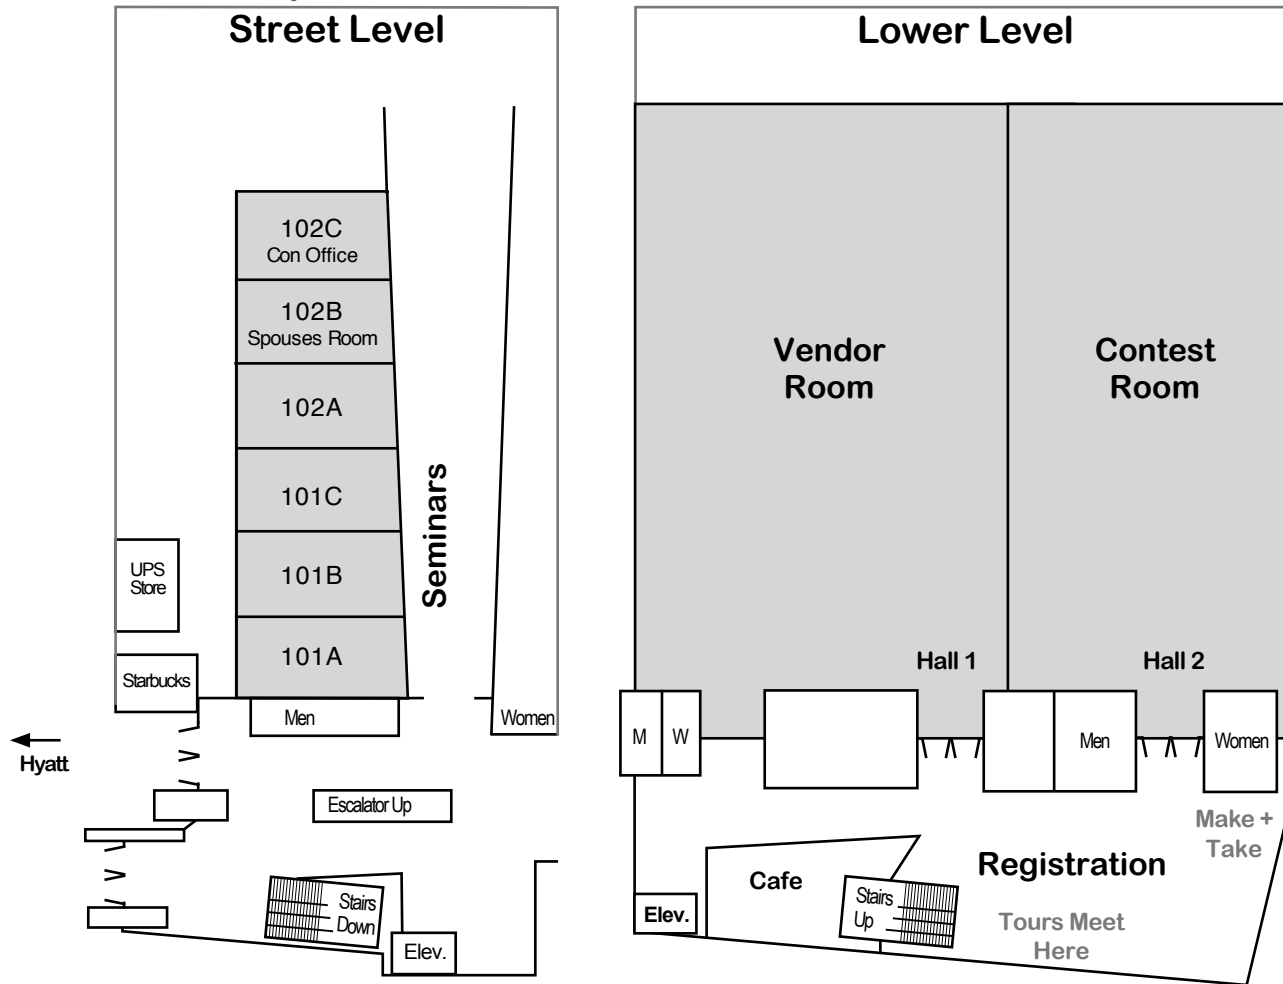 Street Level
102C
Con Office
102B
Spouses Room
102A
101C
101B
101A
Seminars
UPS
Store
Starbucks
Men
Women
Hyatt
Escalator Up
Stairs
Down
Elev.
Lower Level
Vendor
Room
Contest
Room
Hall 1
Hall 2
M
W
Men
Women
Make +
Take
Registration
Cafe
Stairs
Up
Elev.
Tours Meet
Here